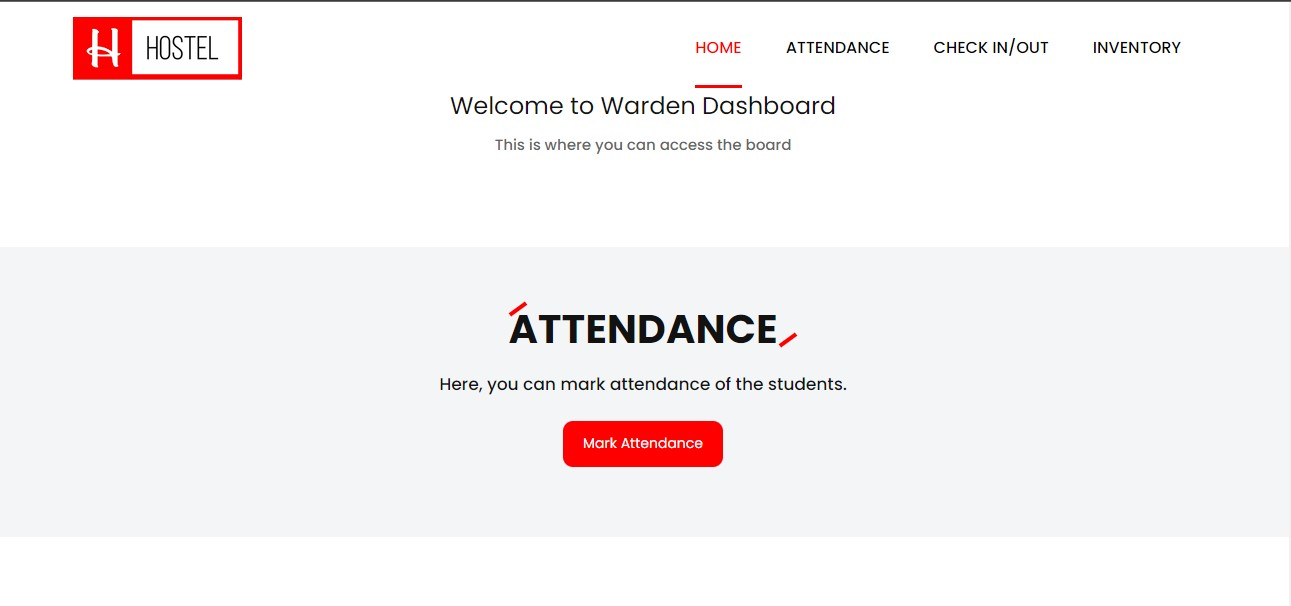 H HOSTEL
HOME ATTENDANCE CHECK IN/OUT INVENTORY
Welcome to Warden Dashboard
This is where you can access the board
ATTENDANCE
Here, you can mark attendance of the students.
Mark Attendance